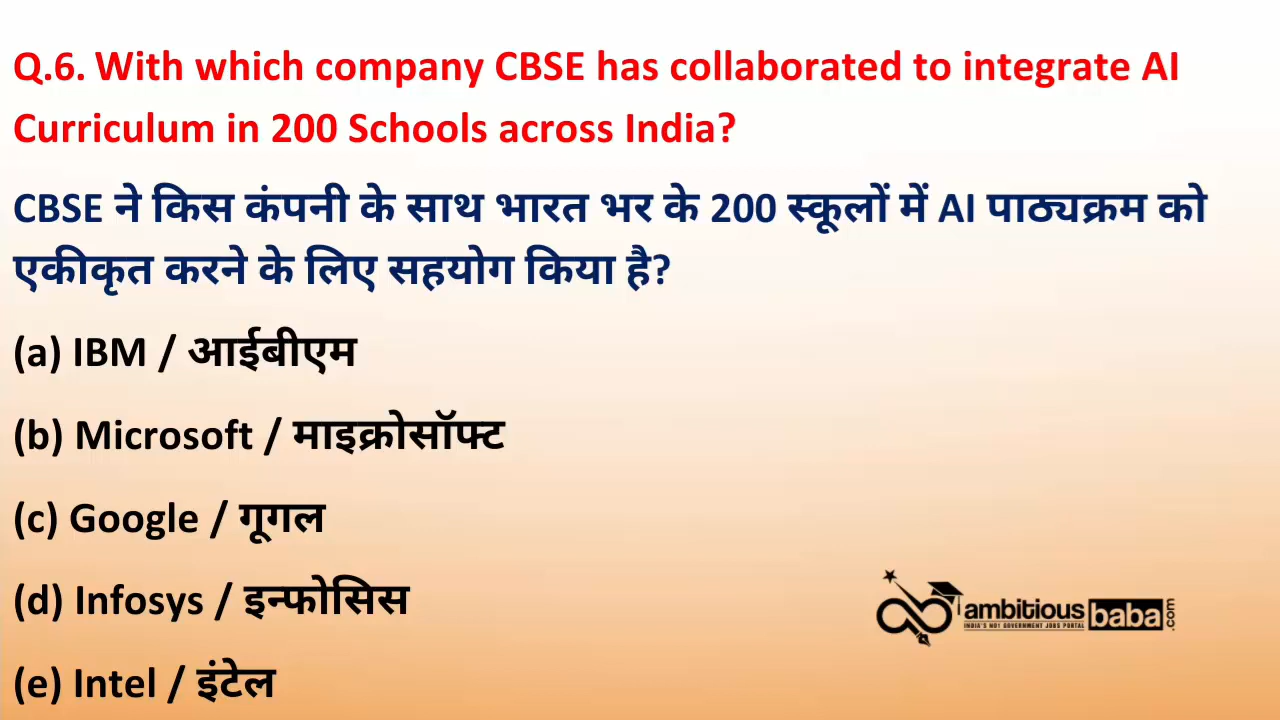 Q.6. With which company CBSE has collaborated to integrate AI
Curriculum in 200 Schools across India?
CBSE ने किस कंपनी के साथ भारत भर के 200 स्कूलों में AI पाठ्यक्रम को
एकीकृत करने के लिए सहयोग किया है?
(a) IBM / आईबीएम
(b) Microsoft / माइक्रोसॉफ्ट
(c) Google / गूगल
(d) Infosys / इन्फोसिस
(e) Intel / इंटेल
ambitiousbaba.com
INDIA'S NO1 GOVERNMENT JOBS PORTAL